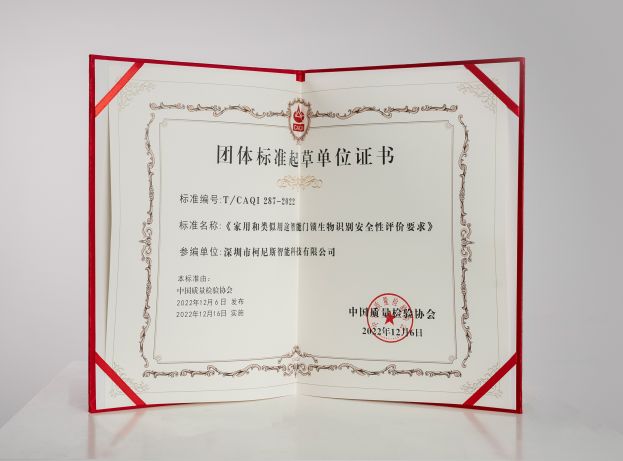 CAQI
团体标准起草单位证书
标准编号:T/CAQI 287-2022
标准名称:《家用和类似用途智能门锁生物识别安全性评价要求》
参编单位:深圳市柯尼斯智能科技有限公司
本标准由:
中国质量检验协会
2022年12月6日 发布
2022年12月16日 实施
中国质量检验协会
2022年12月6日